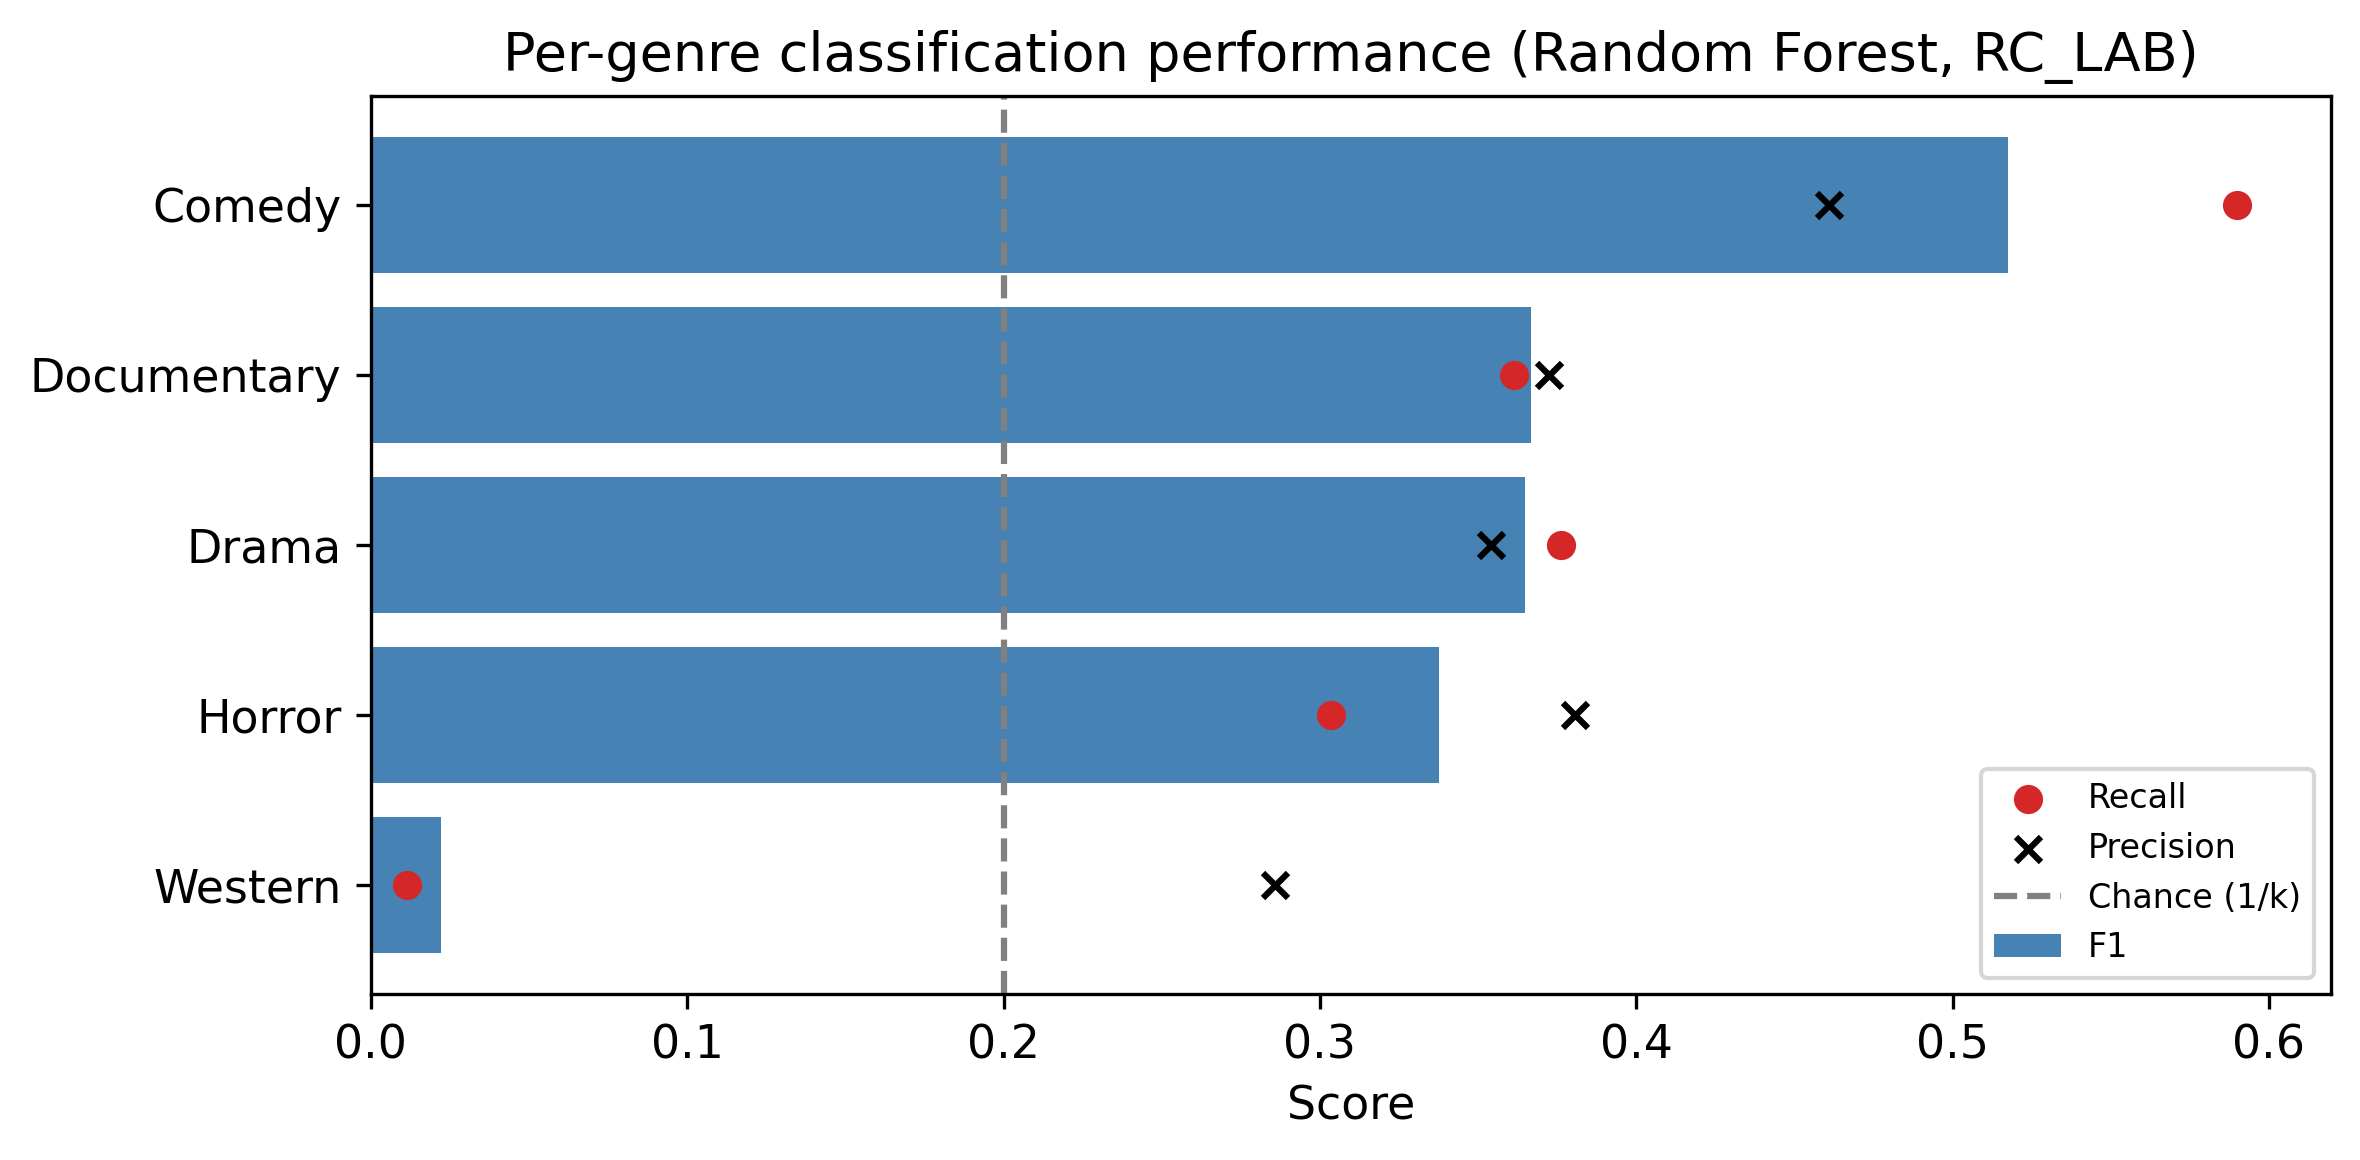 Per-genre classification performance (Random Forest, RC_LAB)
Comedy
Documentary
Drama
Horror
Western
Recall
Precision
Chance (1/k)
F1
0.0 0.1 0.2 0.3 0.4 0.5 0.6
Score